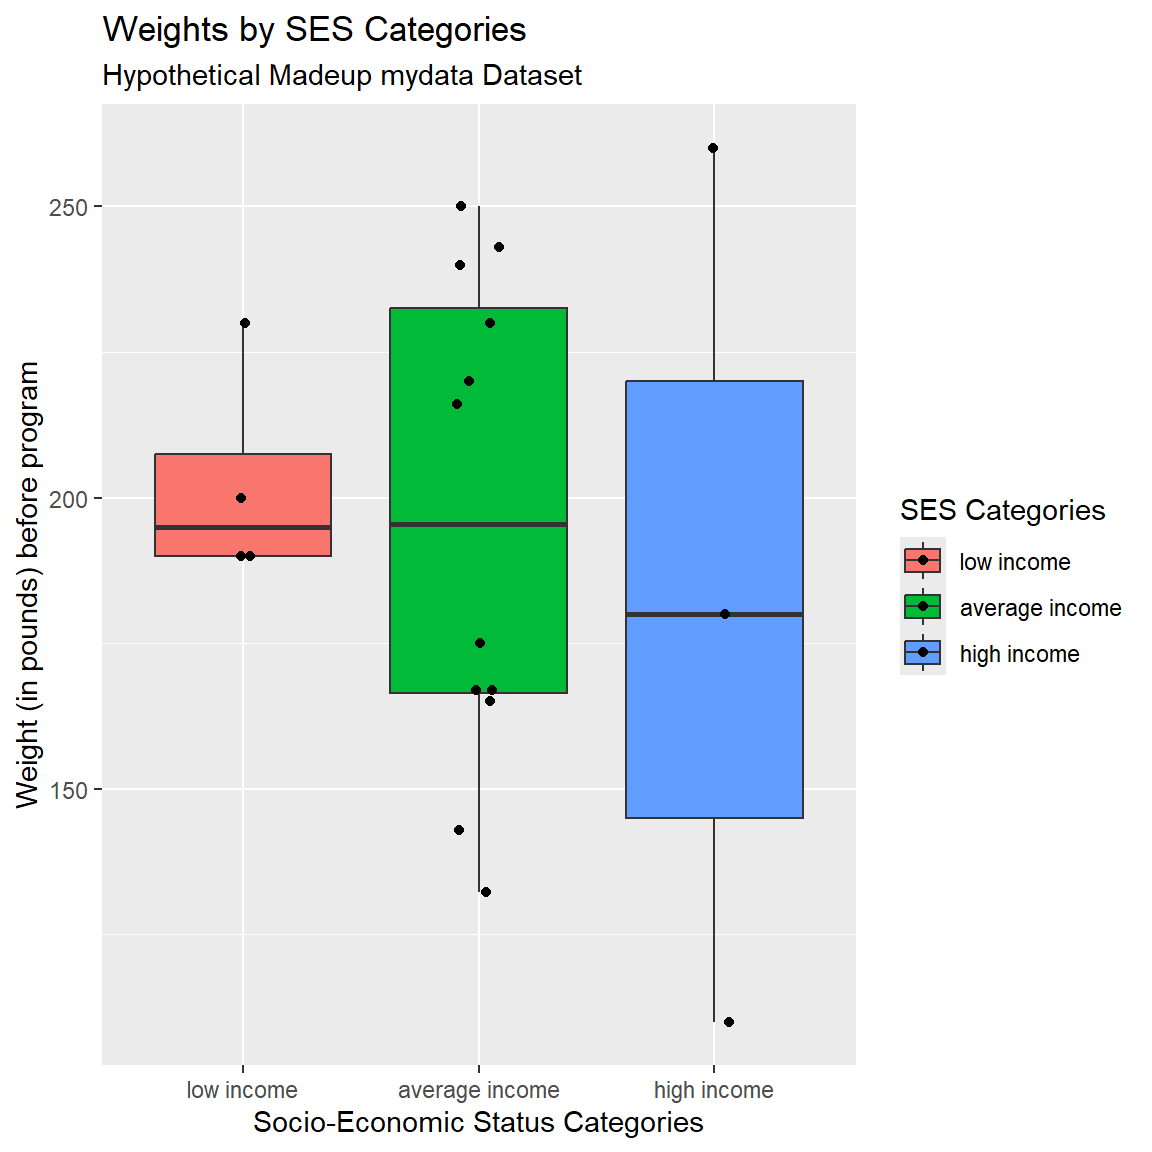 Weights by SES Categories
Hypothetical Madeup mydata Dataset
Weight (in pounds) before program
250
200
150
low income
average income
high income
Socio-Economic Status Categories
SES Categories
low income
average income
high income